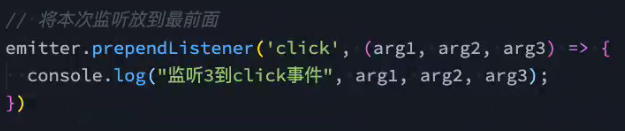 // 将本次监听放到最前面
emitter.prependListener('click', (arg1, arg2, arg3) => {
  console.log("监听3到click事件", arg1, arg2, arg3);
})